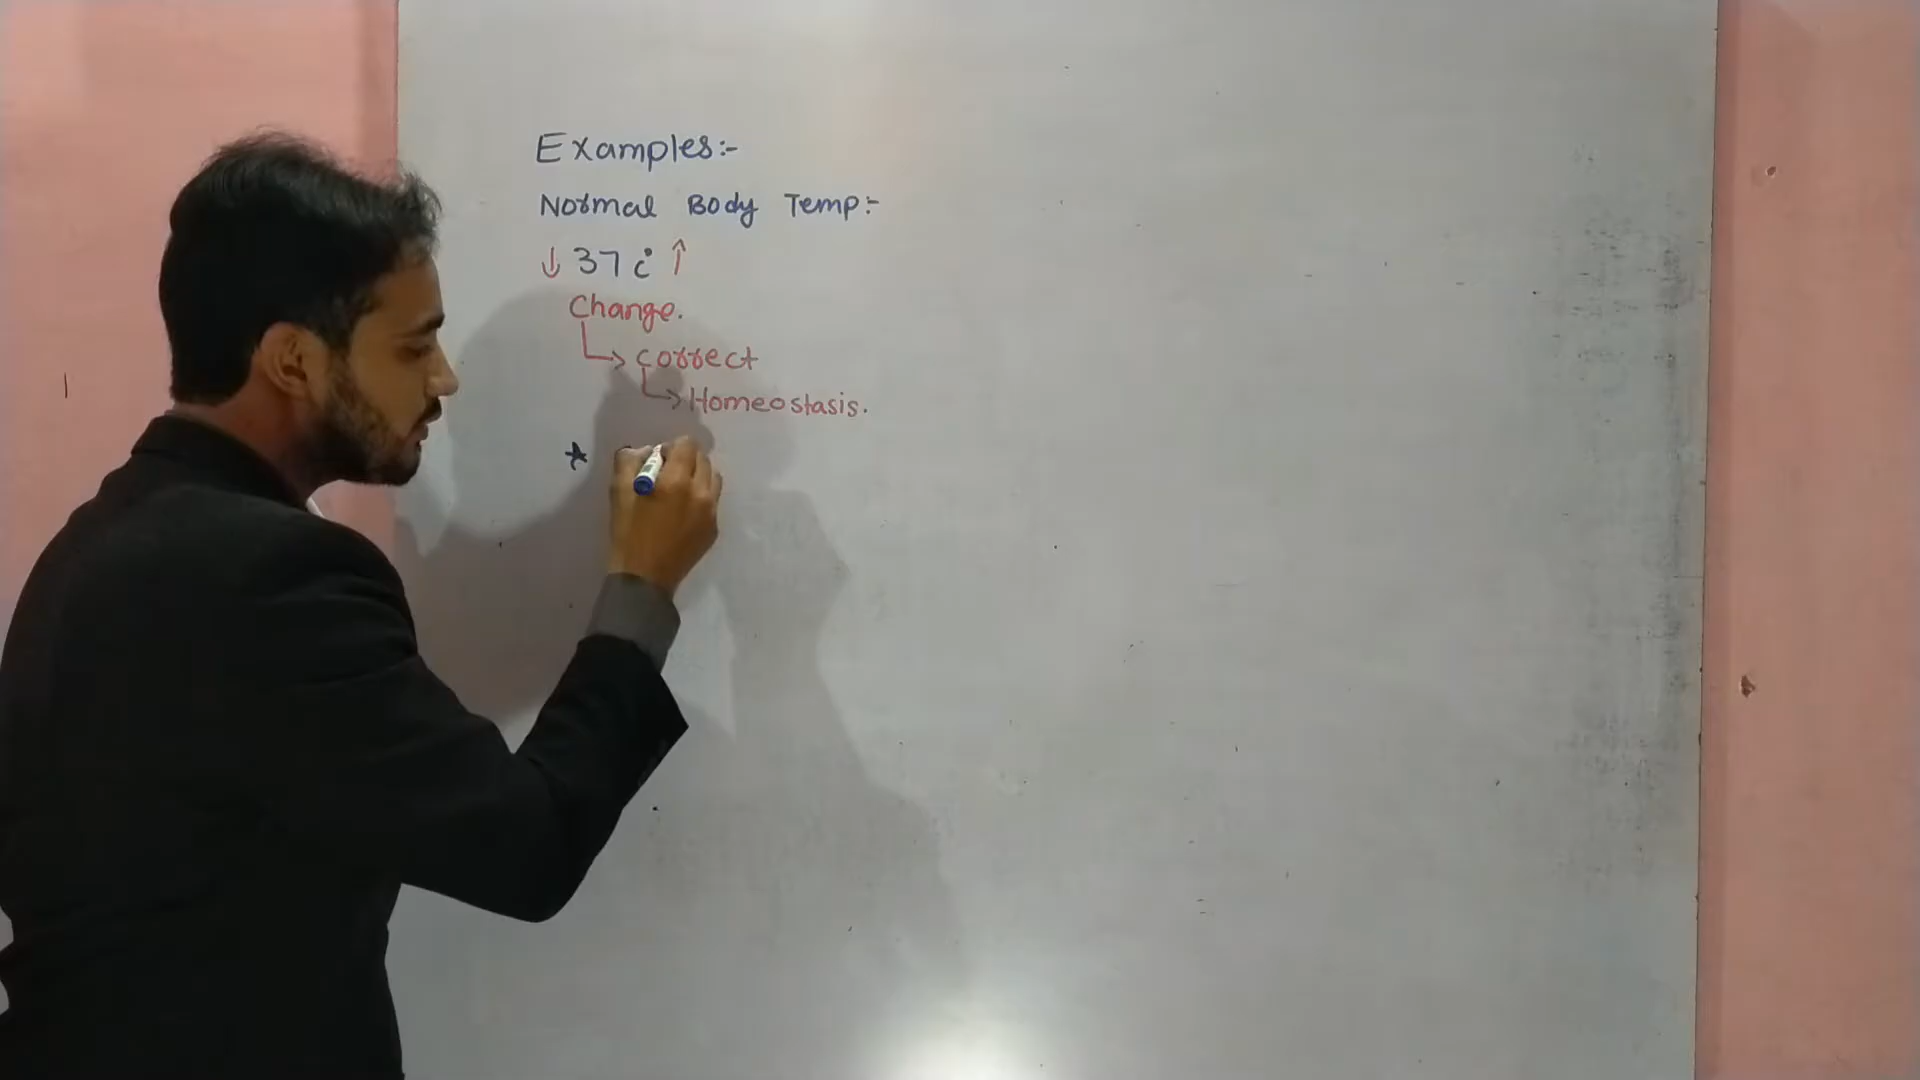 Examples:-
Normal Body Temp:-
↓ 37 c° ↑
Change.
↳ correct
↳ Homeostasis.
*